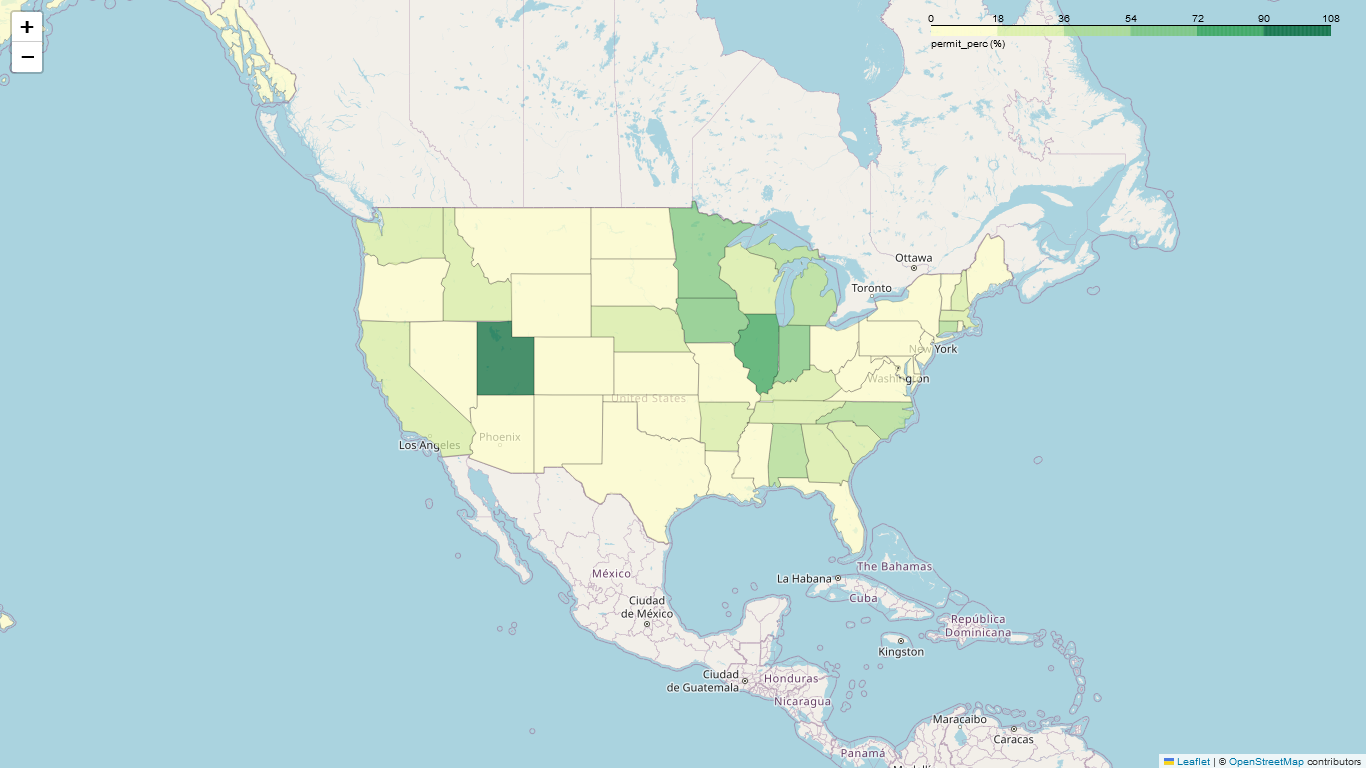 +
−
0 18 36 54 72 90 108
permit_perc (%)
Ottawa
Toronto
New York
Washington
United States
Phoenix
Los Angeles
The Bahamas
La Habana
Cuba
México
Ciudad
de México
República
Dominicana
Kingston
Ciudad
de Guatemala
Honduras
Nicaragua
Maracaibo
Caracas
Panamá
Leaflet | © OpenStreetMap contributors